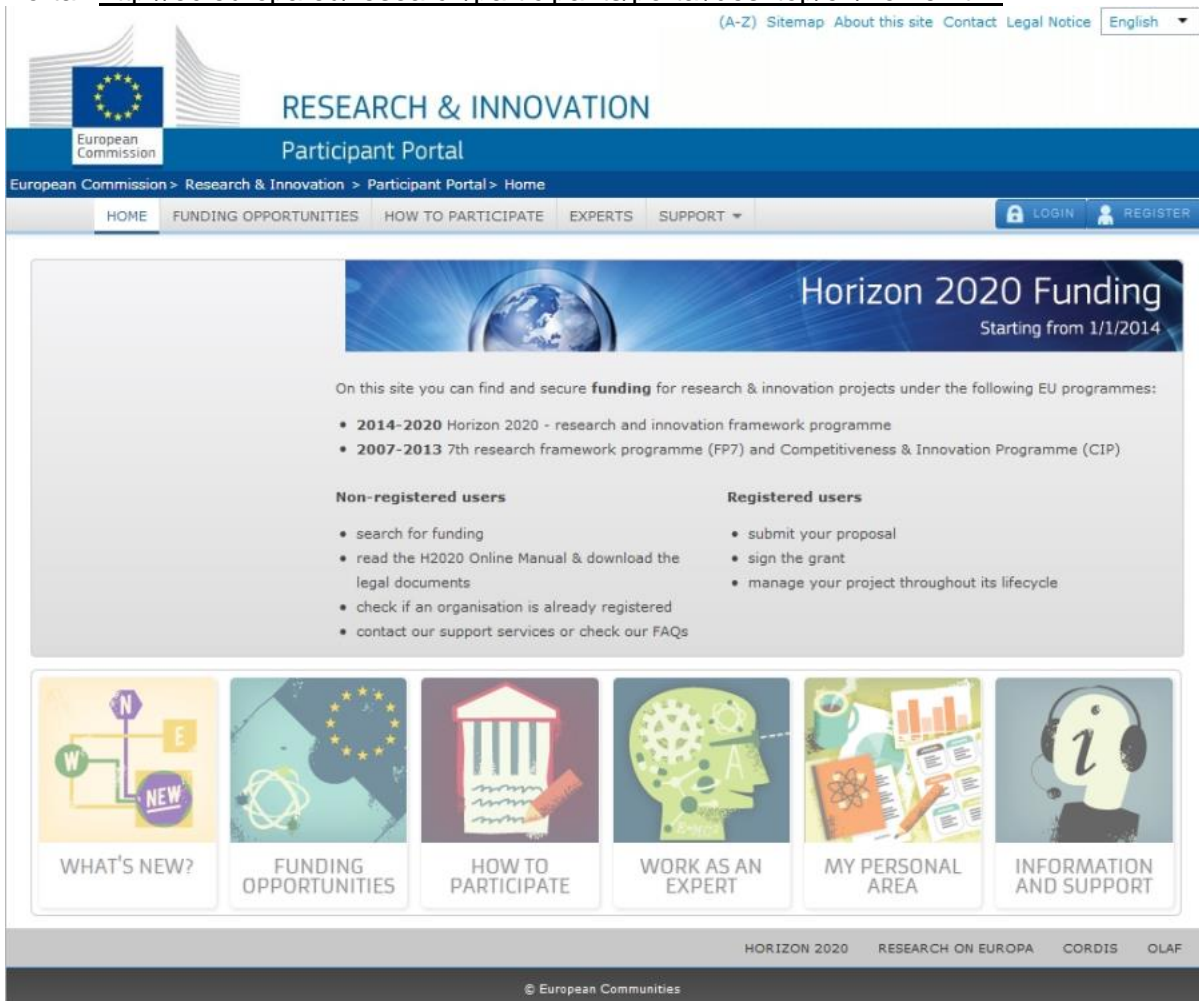 (A-Z) Sitemap About this site Contact Legal Notice English
European
Commission
RESEARCH & INNOVATION
Participant Portal
European Commission> Research & Innovation > Participant Portal> Home
HOME FUNDING OPPORTUNITIES HOW TO PARTICIPATE EXPERTS SUPPORT LOGIN REGISTER
Horizon 2020 Funding
Starting from 1/1/2014
On this site you can find and secure funding for research & innovation projects under the following EU programmes:
• 2014-2020 Horizon 2020 - research and innovation framework programme
• 2007-2013 7th research framework programme (FP7) and Competitiveness & Innovation Programme (CIP)
Non-registered users
• search for funding
• read the H2020 Online Manual & download the
legal documents
• check if an organisation is already registered
• contact our support services or check our FAQs
Registered users
• submit your proposal
• sign the grant
• manage your project throughout its lifecycle
N
E
W
NEW
A
E=MC²
i
WHAT'S NEW?
FUNDING
OPPORTUNITIES
HOW TO
PARTICIPATE
WORK AS AN
EXPERT
MY PERSONAL
AREA
INFORMATION
AND SUPPORT
HORIZON 2020 RESEARCH ON EUROPA CORDIS OLAF
© European Communities